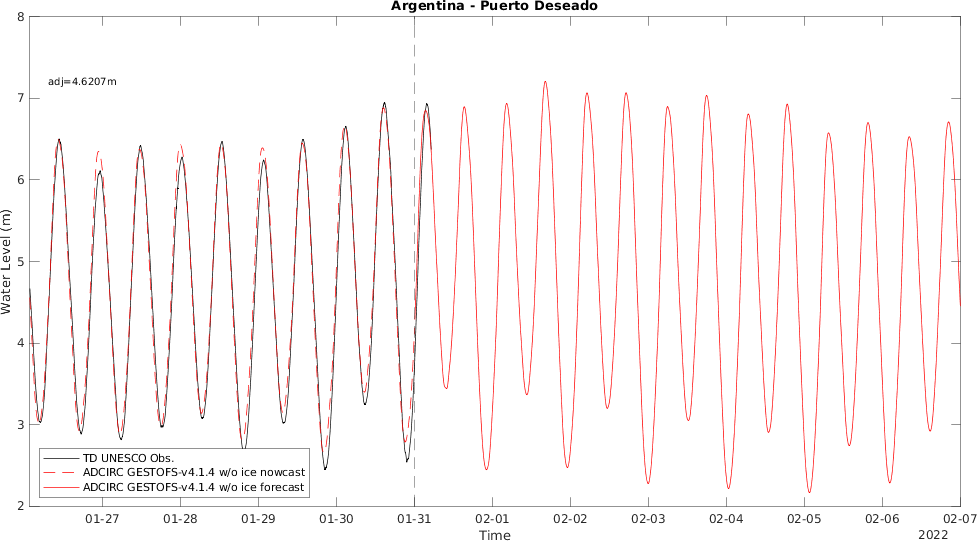 Argentina - Puerto Deseado
8
adj=4.6207m
7
6
5
4
3
2
Water Level (m)
TD UNESCO Obs.
ADCIRC GESTOFS-v4.1.4 w/o ice nowcast
ADCIRC GESTOFS-v4.1.4 w/o ice forecast
01-27 01-28 01-29 01-30 01-31 02-01 02-02 02-03 02-04 02-05 02-06 02-07
Time
2022